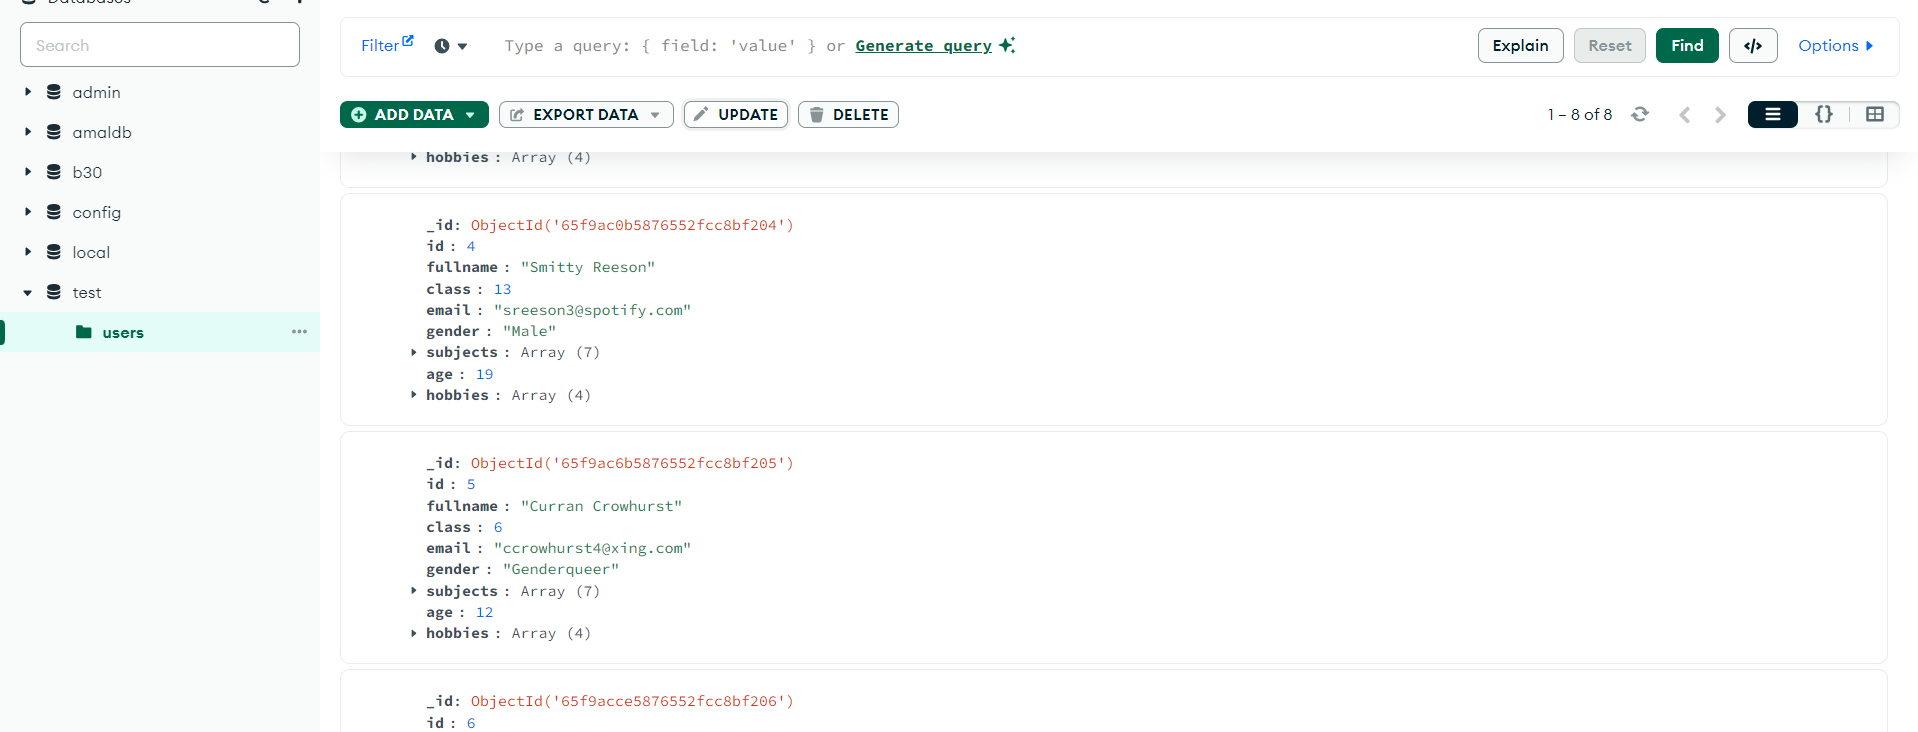 Databases
Search
admin
amaldb
b30
config
local
test
users
Filter Type a query: { field: 'value' } or Generate query Explain Reset Find </> Options
ADD DATA EXPORT DATA UPDATE DELETE 1 – 8 of 8 {}
hobbies : Array (4)
_id: ObjectId('65f9ac0b5876552fcc8bf204')
id : 4
fullname : "Smitty Reeson"
class : 13
email : "sreeson3@spotify.com"
gender : "Male"
subjects : Array (7)
age : 19
hobbies : Array (4)
_id: ObjectId('65f9ac6b5876552fcc8bf205')
id : 5
fullname : "Curran Crowhurst"
class : 6
email : "ccrowhurst4@xing.com"
gender : "Genderqueer"
subjects : Array (7)
age : 12
hobbies : Array (4)
_id: ObjectId('65f9acce5876552fcc8bf206')
id : 6